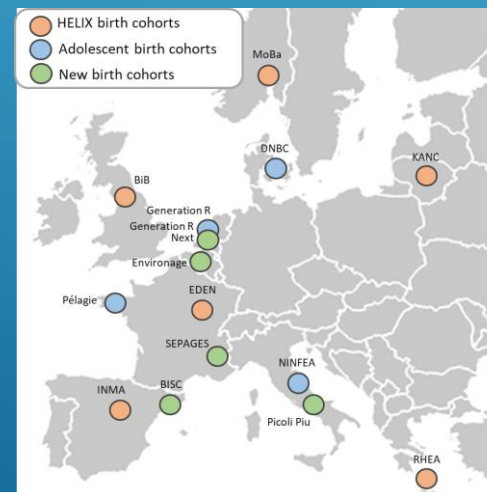 HELIX birth cohorts
Adolescent birth cohorts
New birth cohorts
MoBa
DNBC
KANC
BiB
Generation R
Generation R
Next
Environage
EDEN
Pélagie
SEPAGES
NINFEA
INMA
BISC
Picoli Piu
RHEA